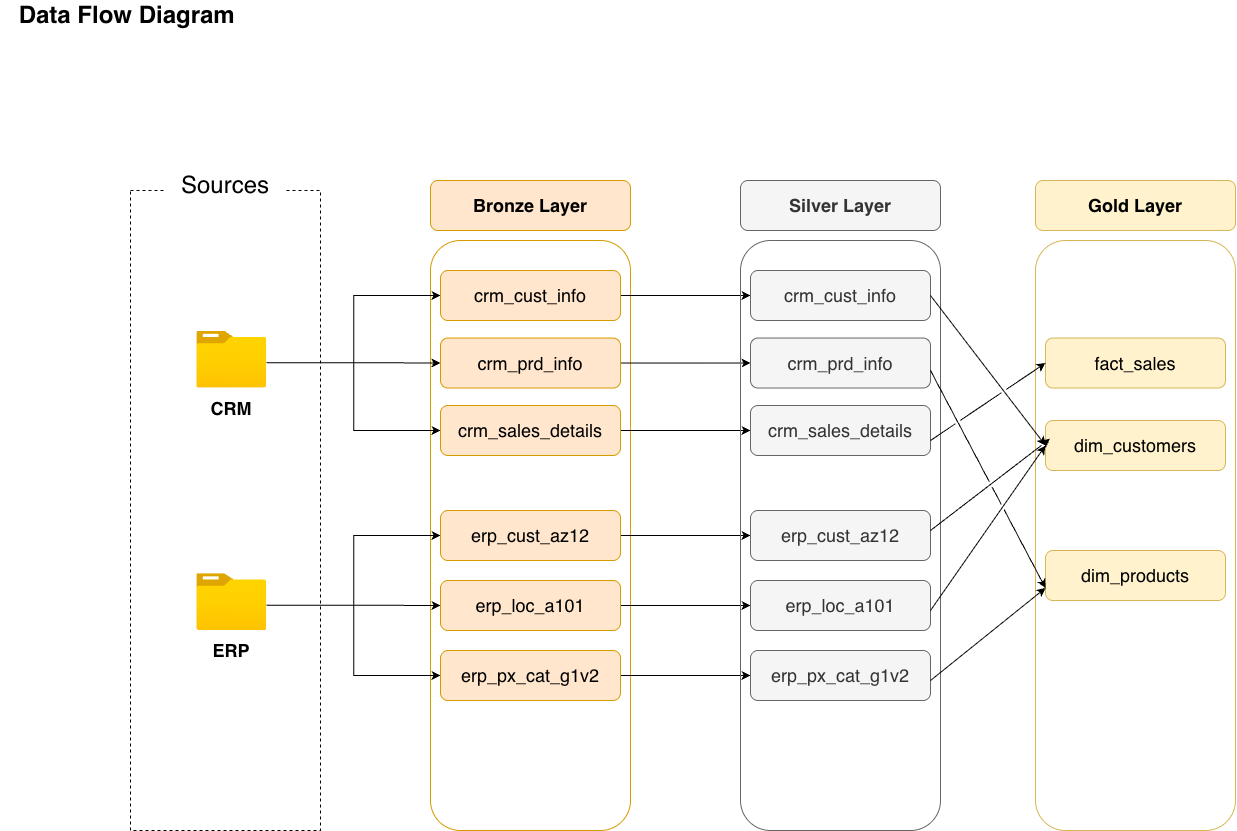 Data Flow Diagram
Sources
Bronze Layer
Silver Layer
Gold Layer
CRM
ERP
crm_cust_info
crm_prd_info
crm_sales_details
erp_cust_az12
erp_loc_a101
erp_px_cat_g1v2
crm_cust_info
crm_prd_info
crm_sales_details
erp_cust_az12
erp_loc_a101
erp_px_cat_g1v2
fact_sales
dim_customers
dim_products